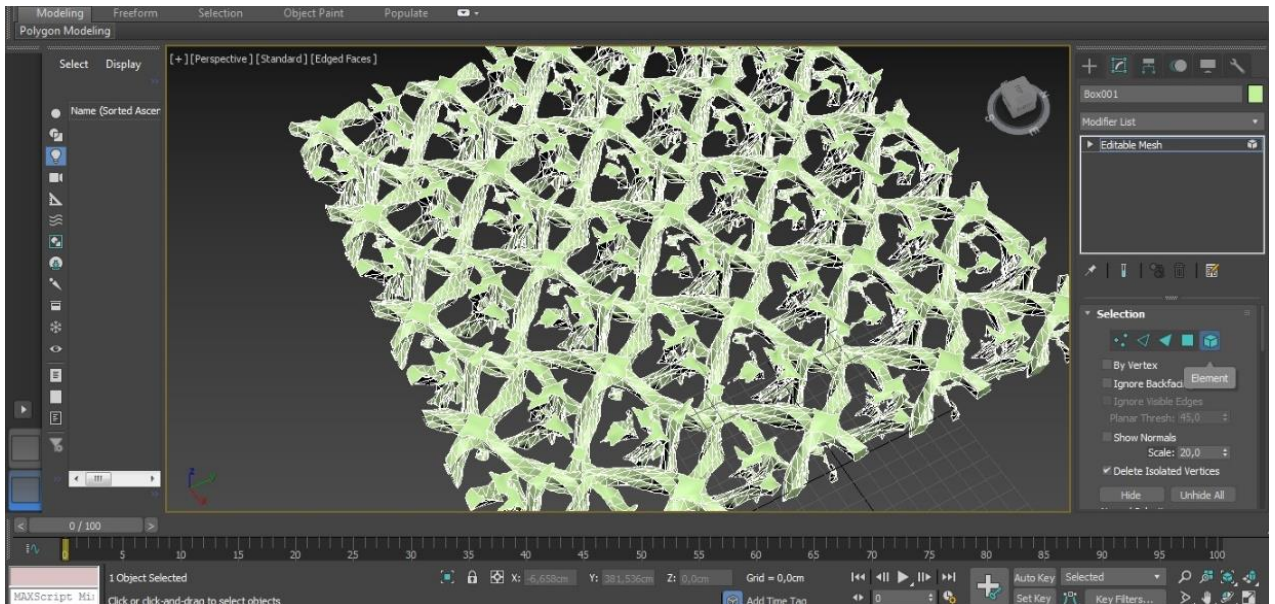 Modeling Freeform Selection Object Paint Populate
Polygon Modeling
Select Display
Name (Sorted Ascer
[+] [Perspective] [Standard] [Edged Faces]
Box001
Modifier List
Editable Mesh
Selection
By Vertex
Ignore Backfaci
Element
Ignore Visible Edges
Planar Thresh: 45,0
Show Normals
Scale: 20,0
Delete Isolated Vertices
Hide Unhide All
0 / 100
0 5 10 15 20 25 30 35 40 45 50 55 60 65 70 75 80 85 90 95 100
1 Object Selected X: -6,658cm Y: 381,536cm Z: 0,0cm Grid = 0,0cm Auto Key Selected
MAXScript Mi: Click or click-and-drag to select objects Add Time Tag 0 Set Key Key Filters...